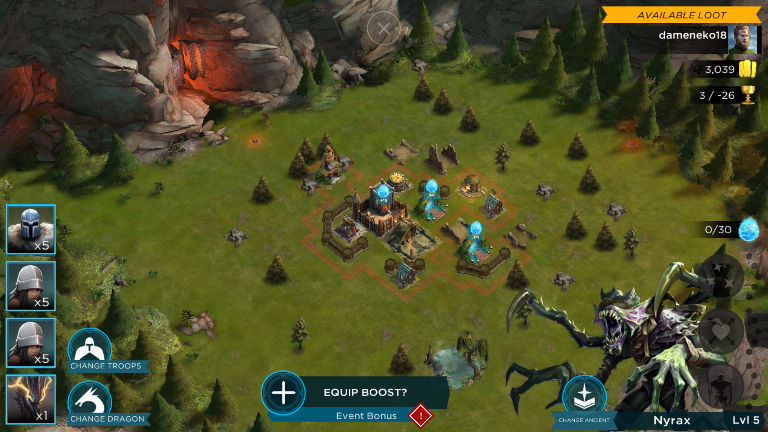 AVAILABLE LOOT
dameneko18
3,039
3 / -26
0/30
x5
x5
x5
x1
CHANGE TROOPS
CHANGE DRAGON
EQUIP BOOST?
Event Bonus
!
CHANGE ANCIENT
Nyrax
Lvl 5